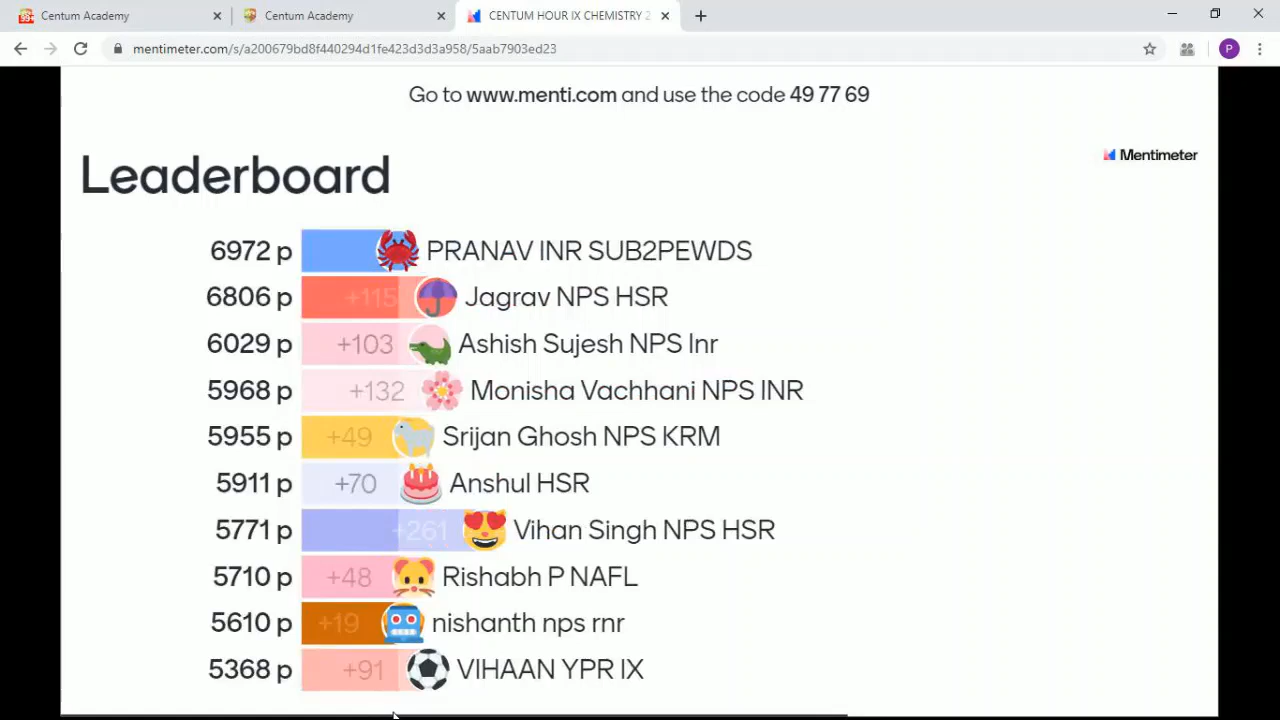 Centum Academy
Centum Academy
CENTUM HOUR IX CHEMISTRY 2
mentimeter.com/s/a200679bd8f440294d1fe423d3d3a958/5aab7903ed23
P
Go to www.menti.com and use the code 49 77 69
Mentimeter
Leaderboard
6972 p PRANAV INR SUB2PEWDS
6806 p +115 Jagrav NPS HSR
6029 p +103 Ashish Sujesh NPS Inr
5968 p +132 Monisha Vachhani NPS INR
5955 p +49 Srijan Ghosh NPS KRM
5911 p +70 Anshul HSR
5771 p +261 Vihan Singh NPS HSR
5710 p +48 Rishabh P NAFL
5610 p +19 nishanth nps rnr
5368 p +91 VIHAAN YPR IX